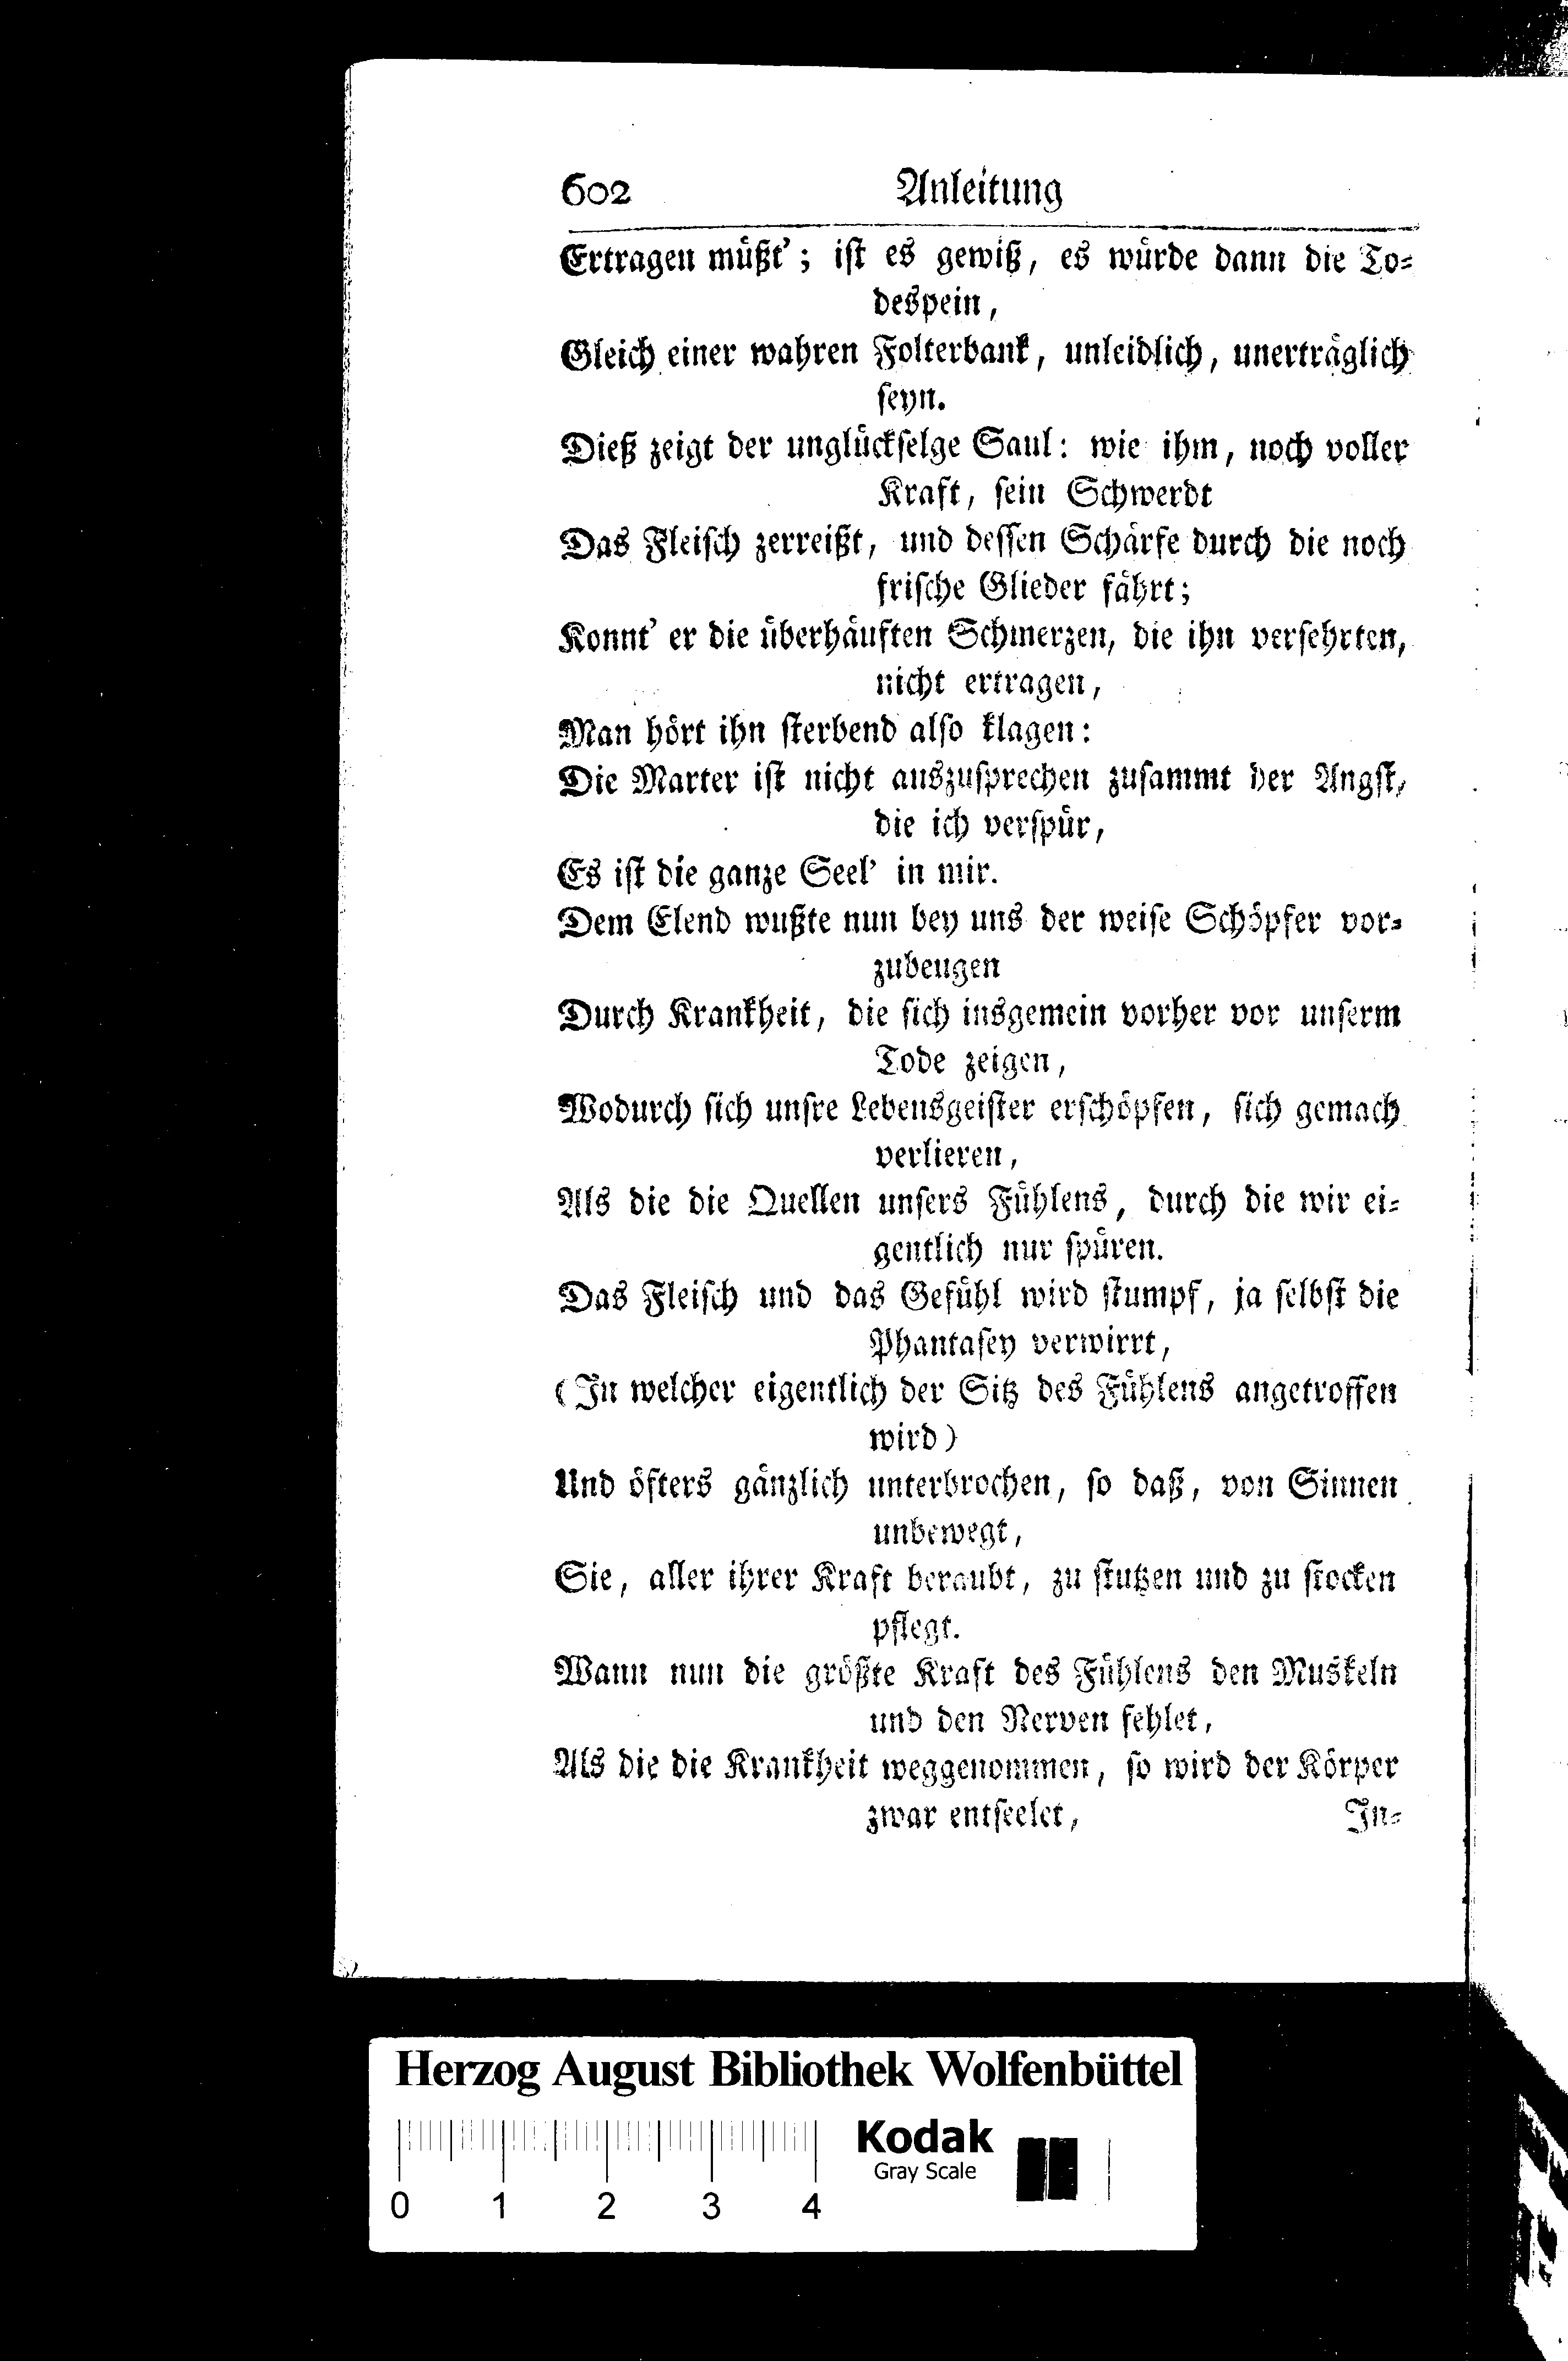 602 Anleitung
Ertragen müßt'; ist es gewiß, es würde dann die To-
despein,
Gleich einer wahren Folterbank, unleidlich, unerträglich
seyn.
Dieß zeigt der unglückselge Saul: wie ihm, noch voller
Kraft, sein Schwerdt
Das Fleisch zerreißt, und dessen Schärfe durch die noch
frische Glieder fährt;
Konnt' er die überhäuften Schmerzen, die ihn versehrten,
nicht ertragen,
Man hört ihn sterbend also klagen:
Die Marter ist nicht auszusprechen zusammt der Angst,
die ich verspür,
Es ist die ganze Seel' in mir.
Dem Elend wußte nun bey uns der weise Schöpfer vor-
zubeugen
Durch Krankheit, die sich insgemein vorher vor unserm
Tode zeigen,
Wodurch sich unsre Lebensgeister erschöpfen, sich gemach
verlieren,
Als die die Quellen unsers Fühlens, durch die wir ei-
gentlich nur spüren.
Das Fleisch und das Gefühl wird stumpf, ja selbst die
Phantasey verwirrt,
(In welcher eigentlich der Sitz des Fühlens angetroffen
wird)
Und öfters gänzlich unterbrochen, so daß, von Sinnen
unbewegt,
Sie, aller ihrer Kraft beraubt, zu stutzen und zu stocken
pflegt.
Wann nun die größte Kraft des Fühlens den Muskeln
und den Nerven fehlet,
Als die die Krankheit weggenommen, so wird der Körper
zwar entseelet, In-
Herzog August Bibliothek Wolfenbüttel
Kodak
Gray Scale
0 1 2 3 4